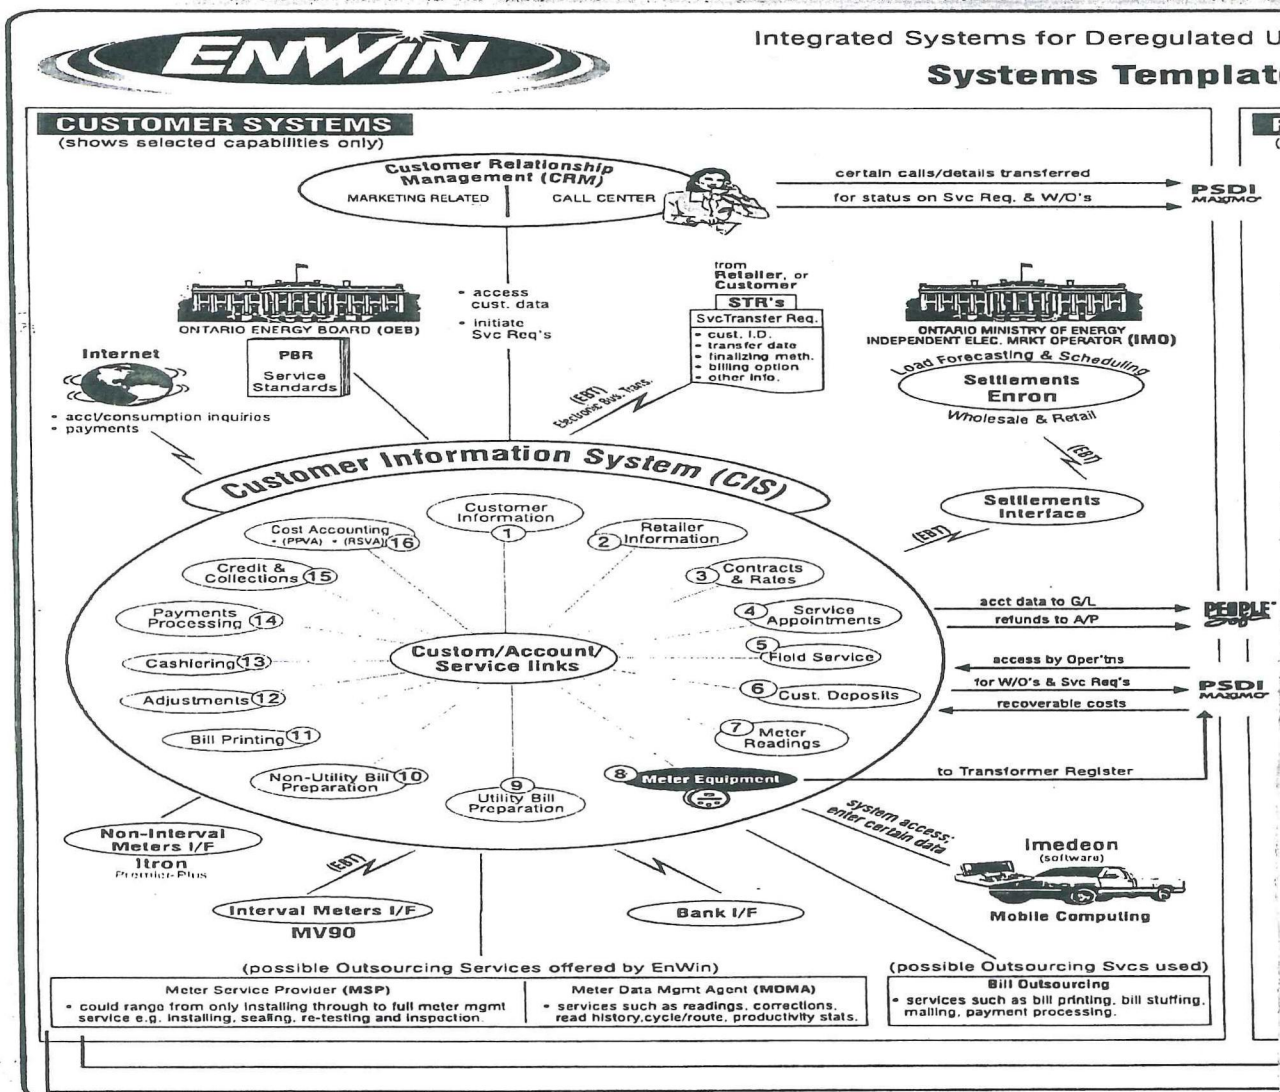 ENWIN
Integrated Systems for Deregulated U
Systems Template
CUSTOMER SYSTEMS
(shows selected capabilities only)
Customer Relationship
Management (CRM)
MARKETING RELATED
CALL CENTER
certain calls/details transferred
for status on Svc Req. & W/O's
PSDI
MAXIMO
ONTARIO ENERGY BOARD (OEB)
PBR
Service
Standards
Internet
• acct/consumption inquiries
• payments
• access
cust. data
• initiate
Svc Req's
from
Retailer, or
Customer
STR's
SvcTransfer Req.
• cust. I.D.
• transfer date
• finalizing meth.
• billing option
• other info.
(EBT)
Electronic Bus. Tracs.
ONTARIO MINISTRY OF ENERGY
INDEPENDENT ELEC. MRKT OPERATOR (IMO)
Load Forecasting & Scheduling
Settlements
Enron
Wholesale & Retail
(EBT)
Settlements
Interface
(EBT)
Customer Information System (CIS)
Customer
Information
1
Retailer
2 Information
3 Contracts
& Rates
4 Service
Appointments
5
Field Service
6 Cust. Deposits
7 Meter
Readings
8 Meter Equipment
9
Utility Bill
Preparation
Non-Utility Bill 10
Preparation
Bill Printing 11
Adjustments 12
Cashiering 13
Payments
Processing 14
Credit &
Collections 15
Cost Accounting
• (PPVA) • (RSVA) 16
Custom/Account/
Service links
acct data to G/L
refunds to A/P
PEOPLE
Soft
access by Oper'tns
for W/O's & Svc Req's
recoverable costs
PSDI
MAXIMO
to Transformer Register
system access;
enter certain data
Imedeon
(software)
Mobile Computing
Non-Interval
Meters I/F
Itron
Premier-Plus
(EBT)
Interval Meters I/F
MV90
Bank I/F
(possible Outsourcing Services offered by EnWin)
Meter Service Provider (MSP)
• could range from only installing through to full meter mgmt
service e.g. installing, sealing, re-testing and inspection.
Meter Data Mgmt Agent (MDMA)
• services such as readings, corrections,
read history,cycle/route, productivity stats.
(possible Outsourcing Svcs used)
Bill Outsourcing
• services such as bill printing, bill stuffing,
mailing, payment processing.